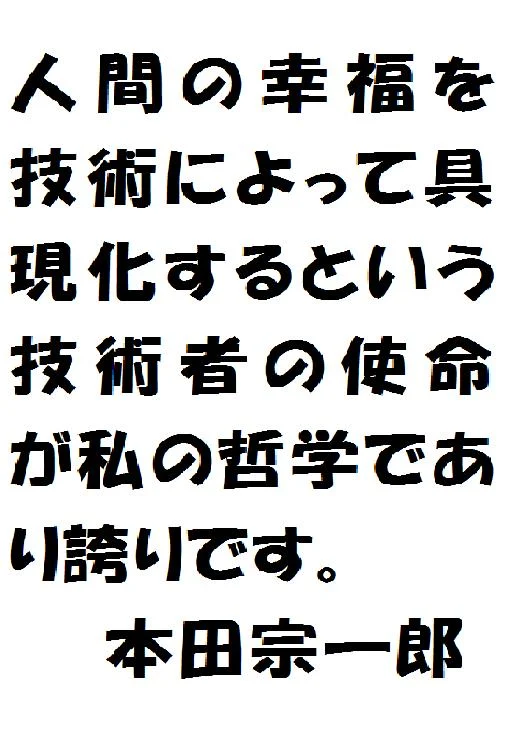 人間の幸福を
技術によって具
現化するという
技術者の使命
が私の哲学であ
り誇りです。
本田宗一郎